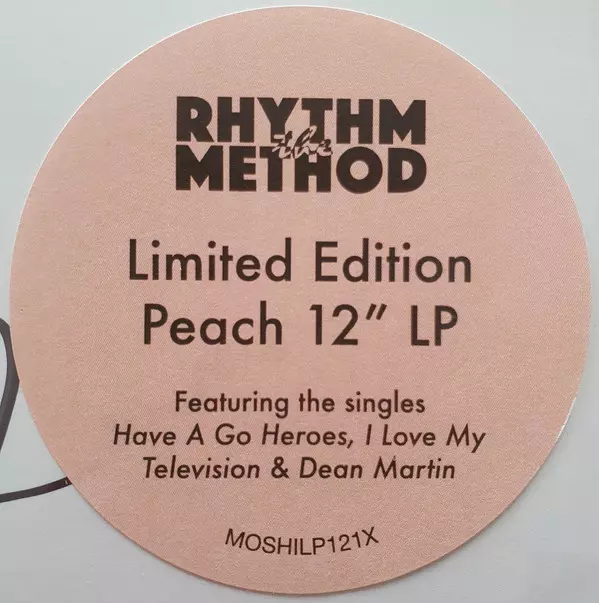 RHYTHM
the
METHOD
Limited Edition
Peach 12” LP
Featuring the singles
Have A Go Heroes, I Love My
Television & Dean Martin
MOSHILP121X